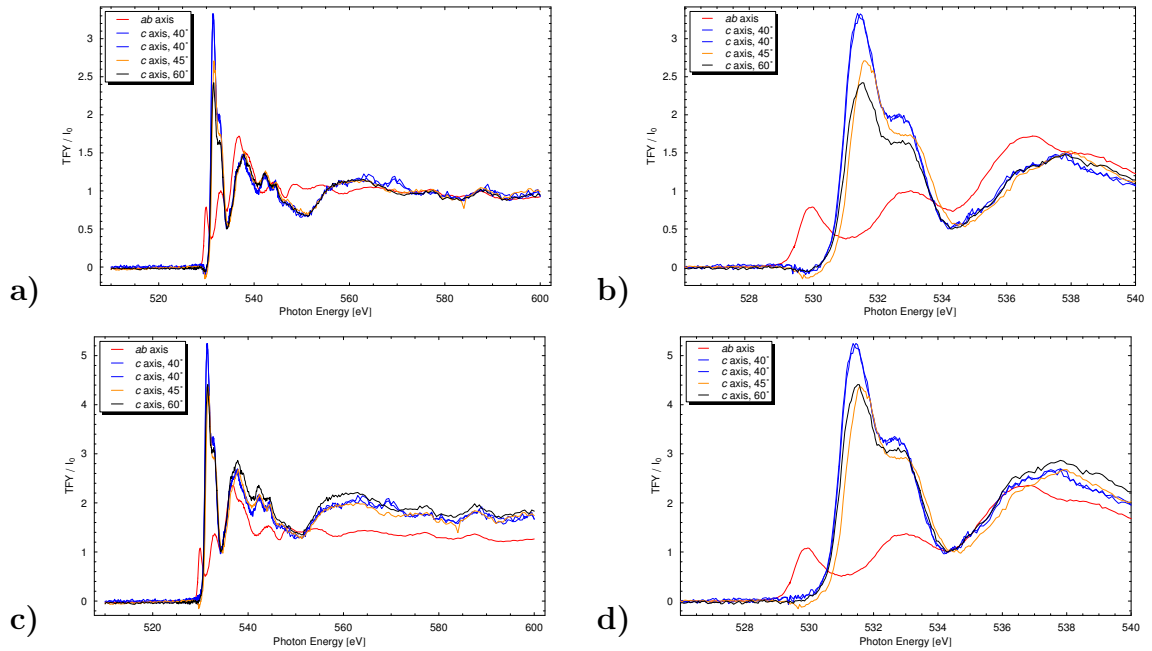 3
2.5
2
1.5
1
0.5
0
TFY / I₀
ab axis
c axis, 40°
c axis, 40°
c axis, 45°
c axis, 60°
520 540 560 580 600
Photon Energy [eV]
a)
3
2.5
2
1.5
1
0.5
0
TFY / I₀
ab axis
c axis, 40°
c axis, 40°
c axis, 45°
c axis, 60°
528 530 532 534 536 538 540
Photon Energy [eV]
b)
5
4
3
2
1
0
TFY / I₀
ab axis
c axis, 40°
c axis, 40°
c axis, 45°
c axis, 60°
520 540 560 580 600
Photon Energy [eV]
c)
5
4
3
2
1
0
TFY / I₀
ab axis
c axis, 40°
c axis, 40°
c axis, 45°
c axis, 60°
528 530 532 534 536 538 540
Photon Energy [eV]
d)